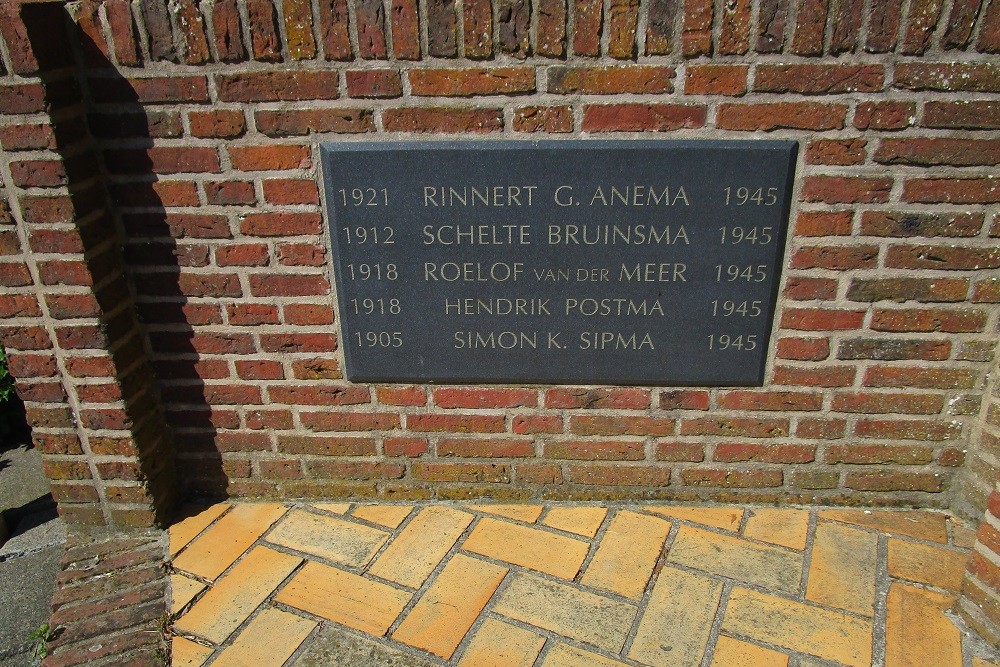 1921 RINNERT G. ANEMA 1945
1912 SCHELTE BRUINSMA 1945
1918 ROELOF VAN DER MEER 1945
1918 HENDRIK POSTMA 1945
1905 SIMON K. SIPMA 1945